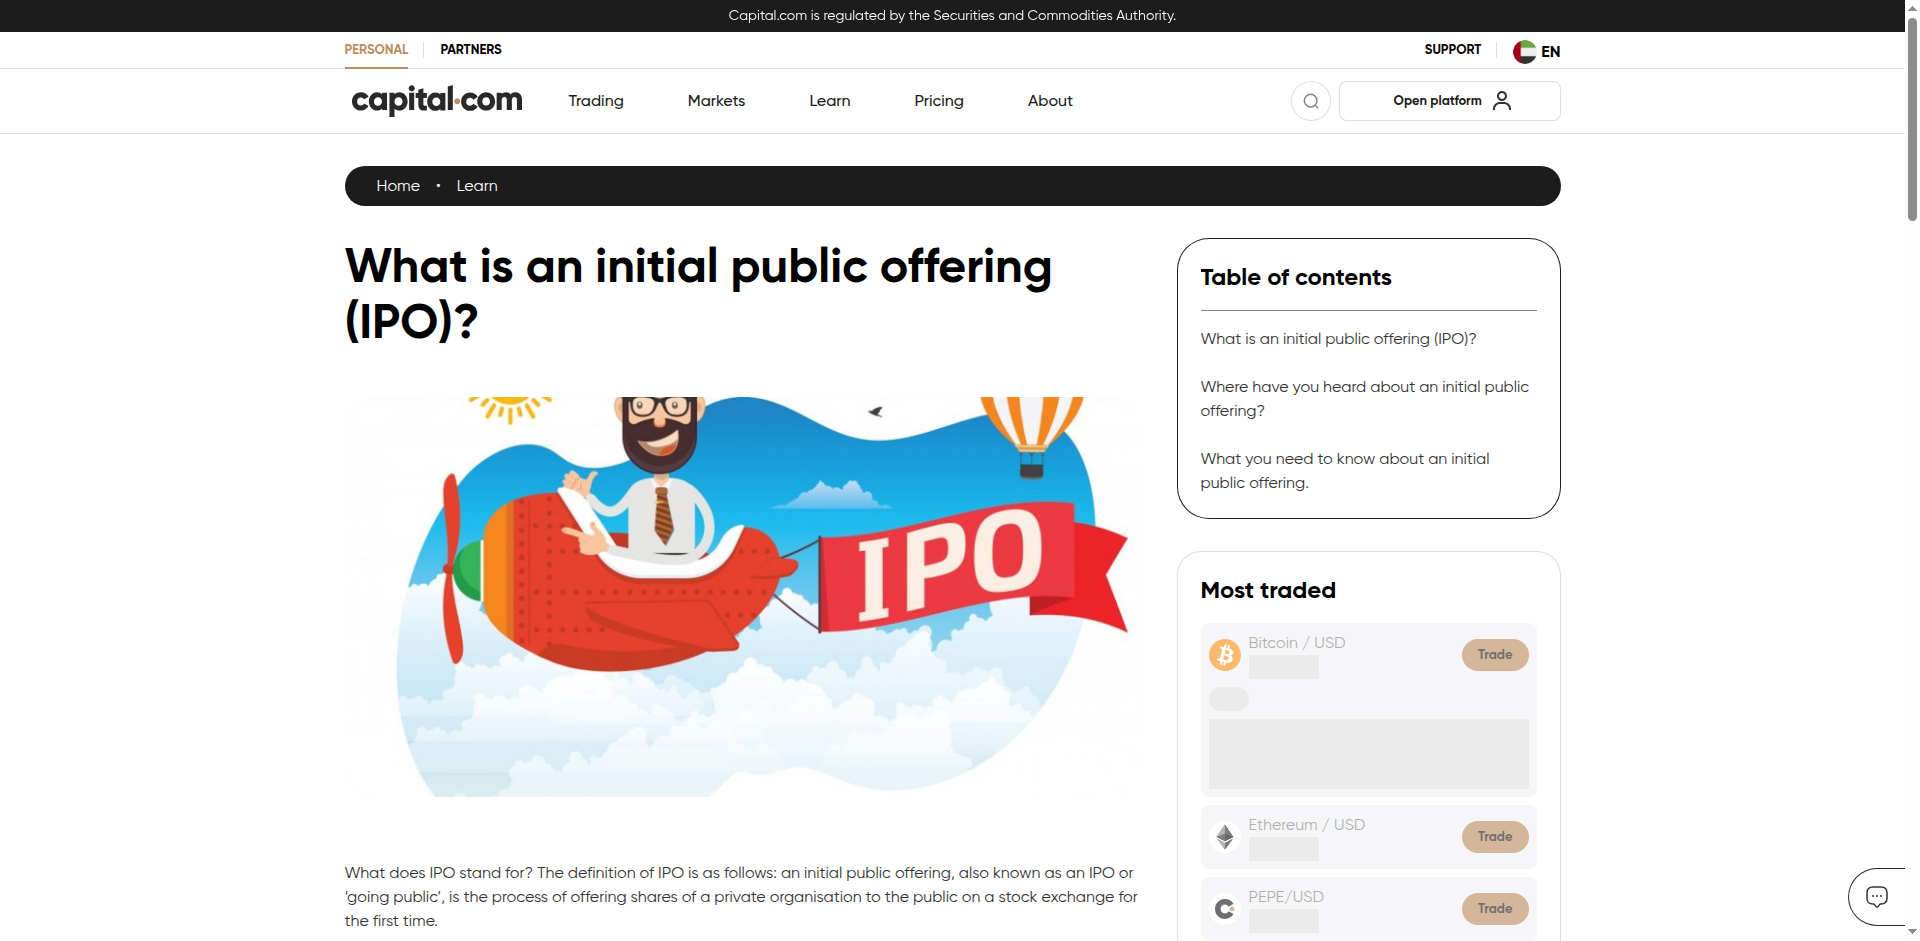 Capital.com is regulated by the Securities and Commodities Authority.
PERSONAL
PARTNERS
SUPPORT
EN
capital.com
Trading
Markets
Learn
Pricing
About
Open platform
Home • Learn
What is an initial public offering
(IPO)?
IPO
What does IPO stand for? The definition of IPO is as follows: an initial public offering, also known as an IPO or
‘going public’, is the process of offering shares of a private organisation to the public on a stock exchange for
the first time.
Table of contents
What is an initial public offering (IPO)?
Where have you heard about an initial public
offering?
What you need to know about an initial
public offering.
Most traded
Bitcoin / USD
Trade
Ethereum / USD
Trade
PEPE/USD
Trade